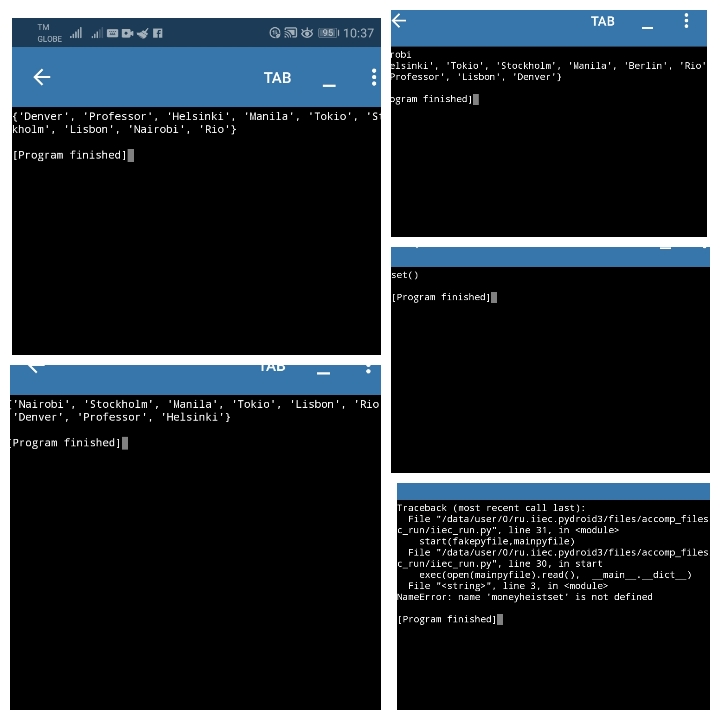 TM
GLOBE
95 10:37
TAB
{'Denver', 'Professor', 'Helsinki', 'Manila', 'Tokio', 'St
kholm', 'Lisbon', 'Nairobi', 'Rio'}
[Program finished]
TAB
robi
elsinki', 'Tokio', 'Stockholm', 'Manila', 'Berlin', 'Rio'
Professor', 'Lisbon', 'Denver'}
ogram finished]
set()
[Program finished]
TAB
{'Nairobi', 'Stockholm', 'Manila', 'Tokio', 'Lisbon', 'Rio
'Denver', 'Professor', 'Helsinki'}
[Program finished]
Traceback (most recent call last):
File "/data/user/0/ru.iiec.pydroid3/files/accomp_files
c_run/iiec_run.py", line 31, in <module>
start(fakepyfile,mainpyfile)
File "/data/user/0/ru.iiec.pydroid3/files/accomp_files
c_run/iiec_run.py", line 30, in start
exec(open(mainpyfile).read(),  __main__.__dict__)
File "<string>", line 3, in <module>
NameError: name 'moneyheistset' is not defined
[Program finished]